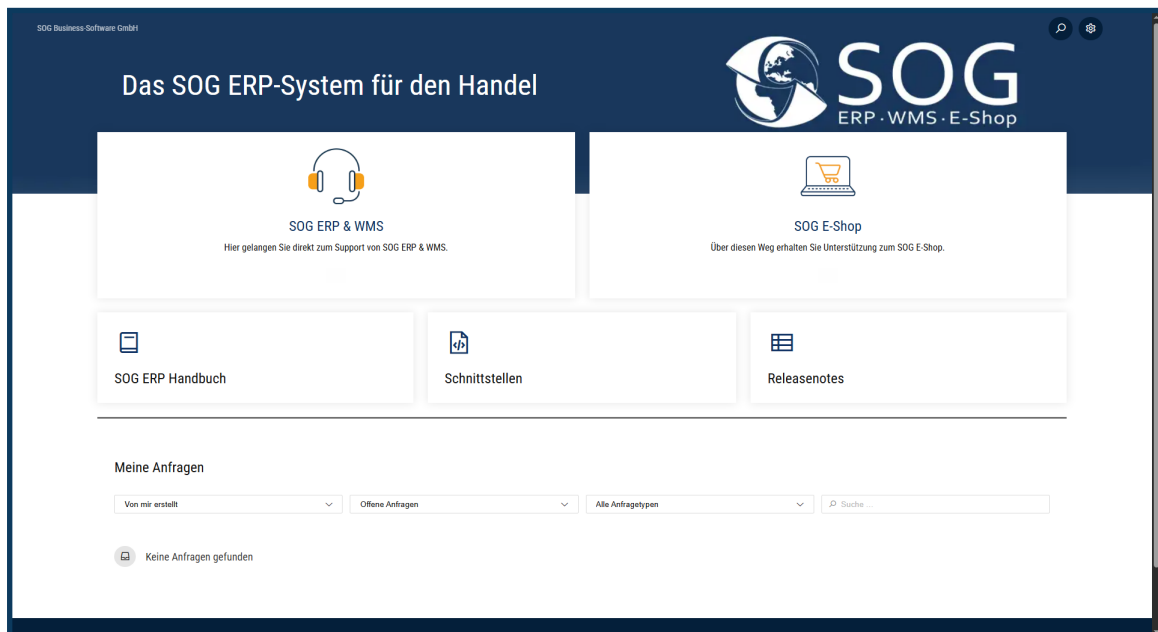 SOG Business-Software GmbH
Das SOG ERP-System für den Handel
SOG
ERP·WMS·E-Shop
SOG ERP & WMS
Hier gelangen Sie direkt zum Support von SOG ERP & WMS.
SOG E-Shop
Über diesen Weg erhalten Sie Unterstützung zum SOG E-Shop.
SOG ERP Handbuch
Schnittstellen
Releasenotes
Meine Anfragen
Von mir erstellt
Offene Anfragen
Alle Anfragetypen
Suche ...
Keine Anfragen gefunden